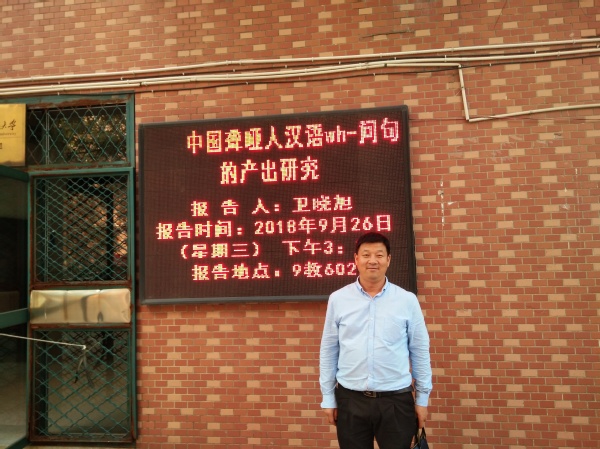 中国聋哑人汉语wh-问句
的产出研究
报 告 人：卫晓旭
报告时间：2018年9月26日
（星期三） 下午3：
报告地点：9教602